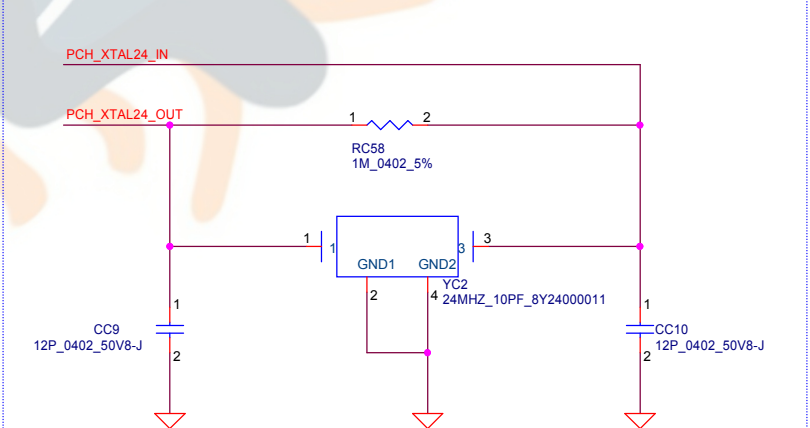 PCH_XTAL24_IN
PCH_XTAL24_OUT
1
2
RC58
1M_0402_5%
1
1
3
3
GND1
GND2
YC2
24MHZ_10PF_8Y24000011
2
4
1
CC9
12P_0402_50V8-J
2
1
CC10
12P_0402_50V8-J
2